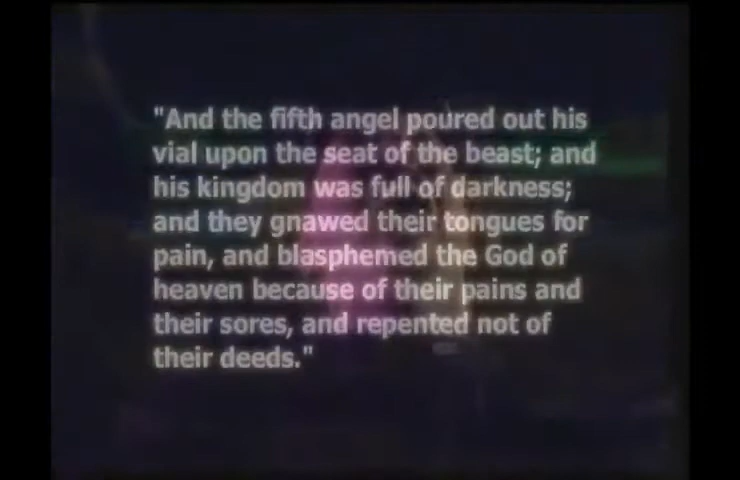 "And the fifth angel poured out his
vial upon the seat of the beast; and
his kingdom was full of darkness;
and they gnawed their tongues for
pain, and blasphemed the God of
heaven because of their pains and
their sores, and repented not of
their deeds."